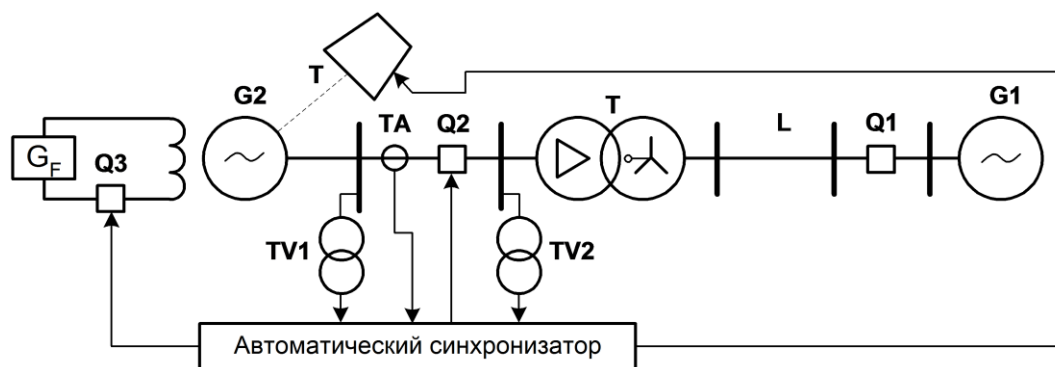 T
G2
TA
Q2
T
L
Q1
G1
G_F
Q3
TV1
TV2
Автоматический синхронизатор